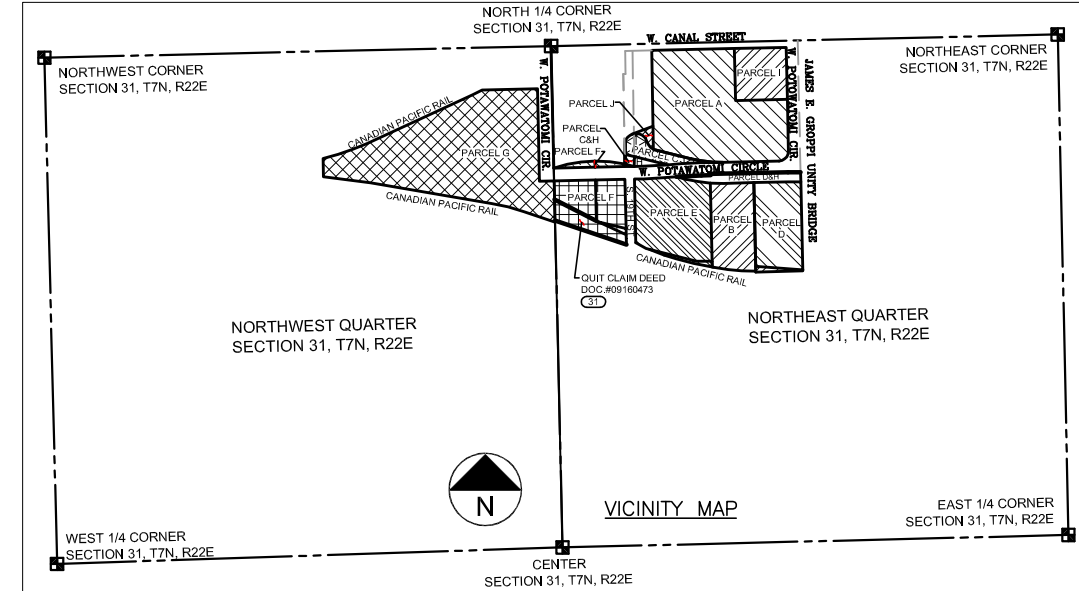 NORTH 1/4 CORNER
SECTION 31, T7N, R22E
W. CANAL STREET
NORTHWEST CORNER
SECTION 31, T7N, R22E
NORTHEAST CORNER
SECTION 31, T7N, R22E
W. POTAWATOMI CIR.
W. POTOWATOMI CIR.
JAMES E. GROPPI UNITY BRIDGE
CANADIAN PACIFIC RAIL
PARCEL I
PARCEL A
PARCEL J
PARCEL
C&H
PARCEL F
PARCEL C
PARCEL G
W. POTAWATOMI CIRCLE
PARCEL D&H
CANADIAN PACIFIC RAIL
PARCEL F
S 19TH S
PARCEL E
PARCEL
B
PARCEL
D
CANADIAN PACIFIC RAIL
QUIT CLAIM DEED
DOC.#09160473
31
NORTHWEST QUARTER
SECTION 31, T7N, R22E
NORTHEAST QUARTER
SECTION 31, T7N, R22E
N
VICINITY MAP
WEST 1/4 CORNER
SECTION 31, T7N, R22E
EAST 1/4 CORNER
SECTION 31, T7N, R22E
CENTER
SECTION 31, T7N, R22E